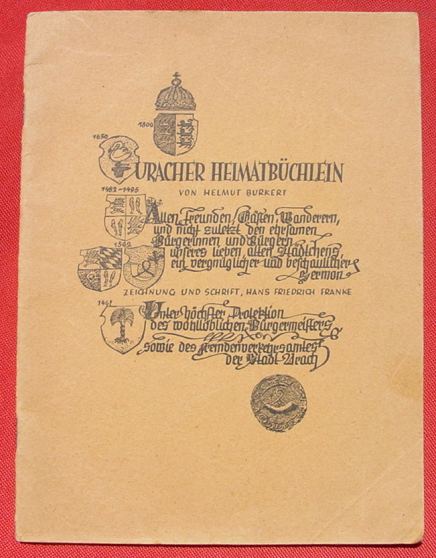 1806
1650
URACHER HEIMATBÜCHLEIN
VON HELMUT BURKERT
1482-1495
Allen Freunden, Gästen, Wanderern,
und nicht zuletzt den ehrsamen
Bürgerinnen und Bürgern
unseres lieben alten Städtchens
ein vergnüglicher und beschaulicher
Sermon
ZEICHNUNG UND SCHRIFT, HANS FRIEDRICH FRANKE
Unter höchster Protektion
des wohllöblichen Bürgermeisters
sowie des Fremdenverkehrsamtes
der Stadt Urach